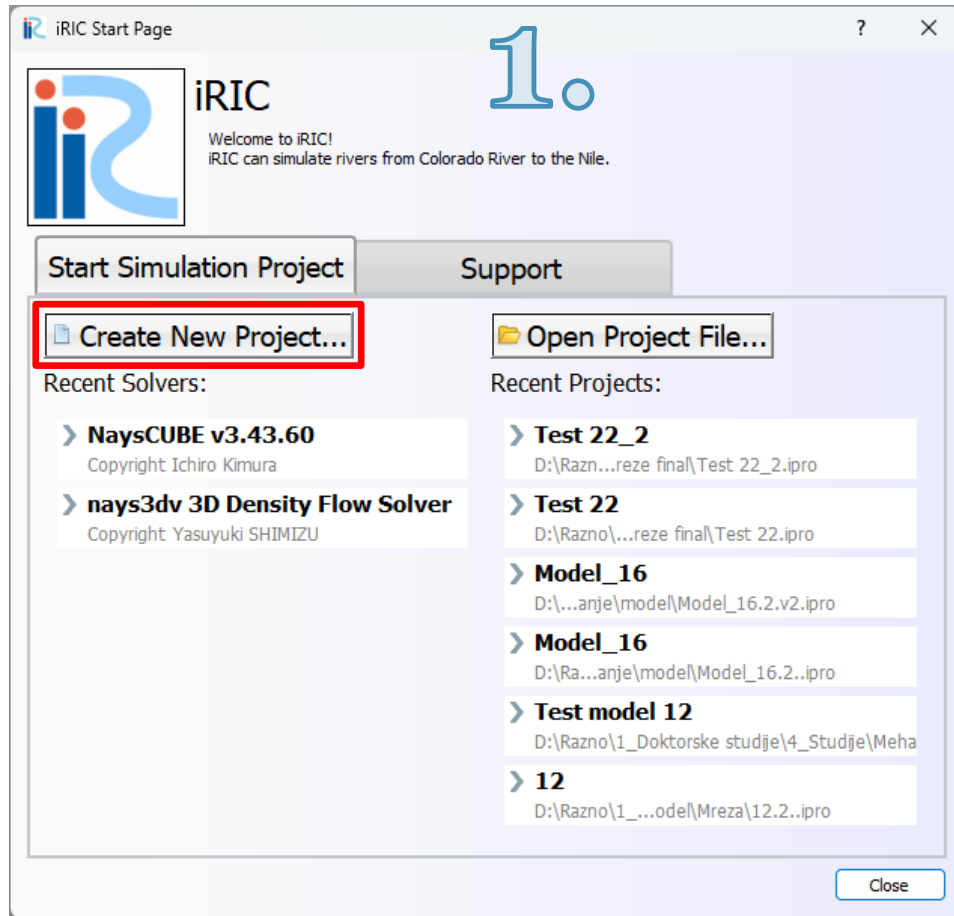 iRIC Start Page
?
1.
iRIC
Welcome to iRIC!
iRIC can simulate rivers from Colorado River to the Nile.
Start Simulation Project
Support
Create New Project...
Open Project File...
Recent Solvers:
Recent Projects:
NaysCUBE v3.43.60
Copyright Ichiro Kimura
nays3dv 3D Density Flow Solver
Copyright Yasuyuki SHIMIZU
Test 22_2
D:\Razn...reze final\Test 22_2.ipro
Test 22
D:\Razno\...reze final\Test 22.ipro
Model_16
D:\...anje\model\Model_16.2.v2.ipro
Model_16
D:\Ra...anje\model\Model_16.2..ipro
Test model 12
D:\Razno\1_Doktorske studije\4_Studije\Meha
12
D:\Razno\1_...odel\Mreza\12.2..ipro
Close